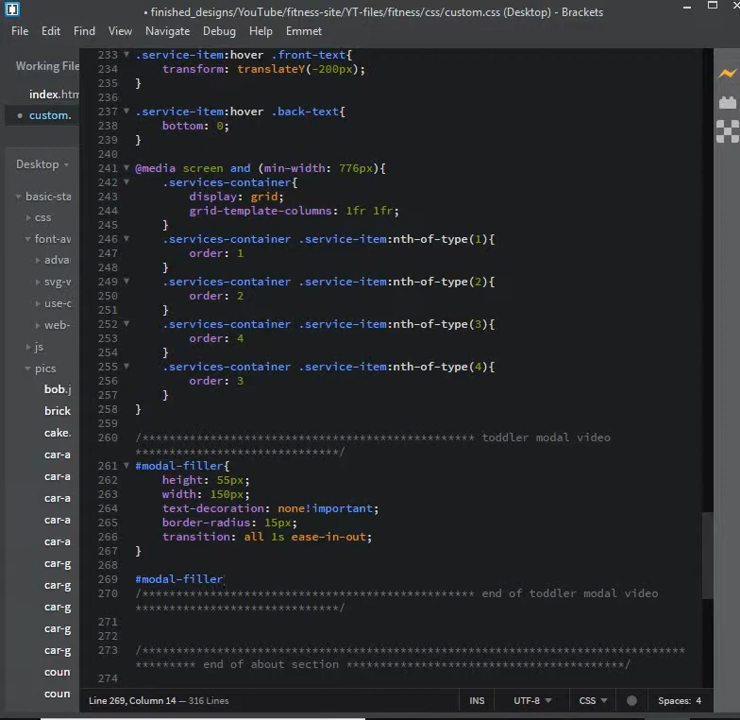 • finished_designs/YouTube/fitness-site/YT-files/fitness/css/custom.css (Desktop) - Brackets
File Edit Find View Navigate Debug Help Emmet
Working File
index.htm
custom.
Desktop
basic-sta
css
font-av
adva
svg-v
use-c
web-
js
pics
bob.j
brick
cake.
car-a
car-a
car-a
car-a
car-g
car-g
car-g
car-g
car-g
coun
coun
233 .service-item:hover .front-text{
234 transform: translateY(-200px);
235 }
236
237 .service-item:hover .back-text{
238 bottom: 0;
239 }
240
241 @media screen and (min-width: 776px){
242 .services-container{
243 display: grid;
244 grid-template-columns: 1fr 1fr;
245 }
246 .services-container .service-item:nth-of-type(1){
247 order: 1
248 }
249 .services-container .service-item:nth-of-type(2){
250 order: 2
251 }
252 .services-container .service-item:nth-of-type(3){
253 order: 4
254 }
255 .services-container .service-item:nth-of-type(4){
256 order: 3
257 }
258 }
259
260 /************************************************* toddler modal video
******************************/
261 #modal-filler{
262 height: 55px;
263 width: 150px;
264 text-decoration: none!important;
265 border-radius: 15px;
266 transition: all 1s ease-in-out;
267 }
268
269 #modal-filler
270 /************************************************* end of toddler modal video
******************************/
271
272
273 /********************************************************************************
********* end of about section *****************************************/
274
Line 269, Column 14 — 316 Lines
INS UTF-8 CSS Spaces: 4